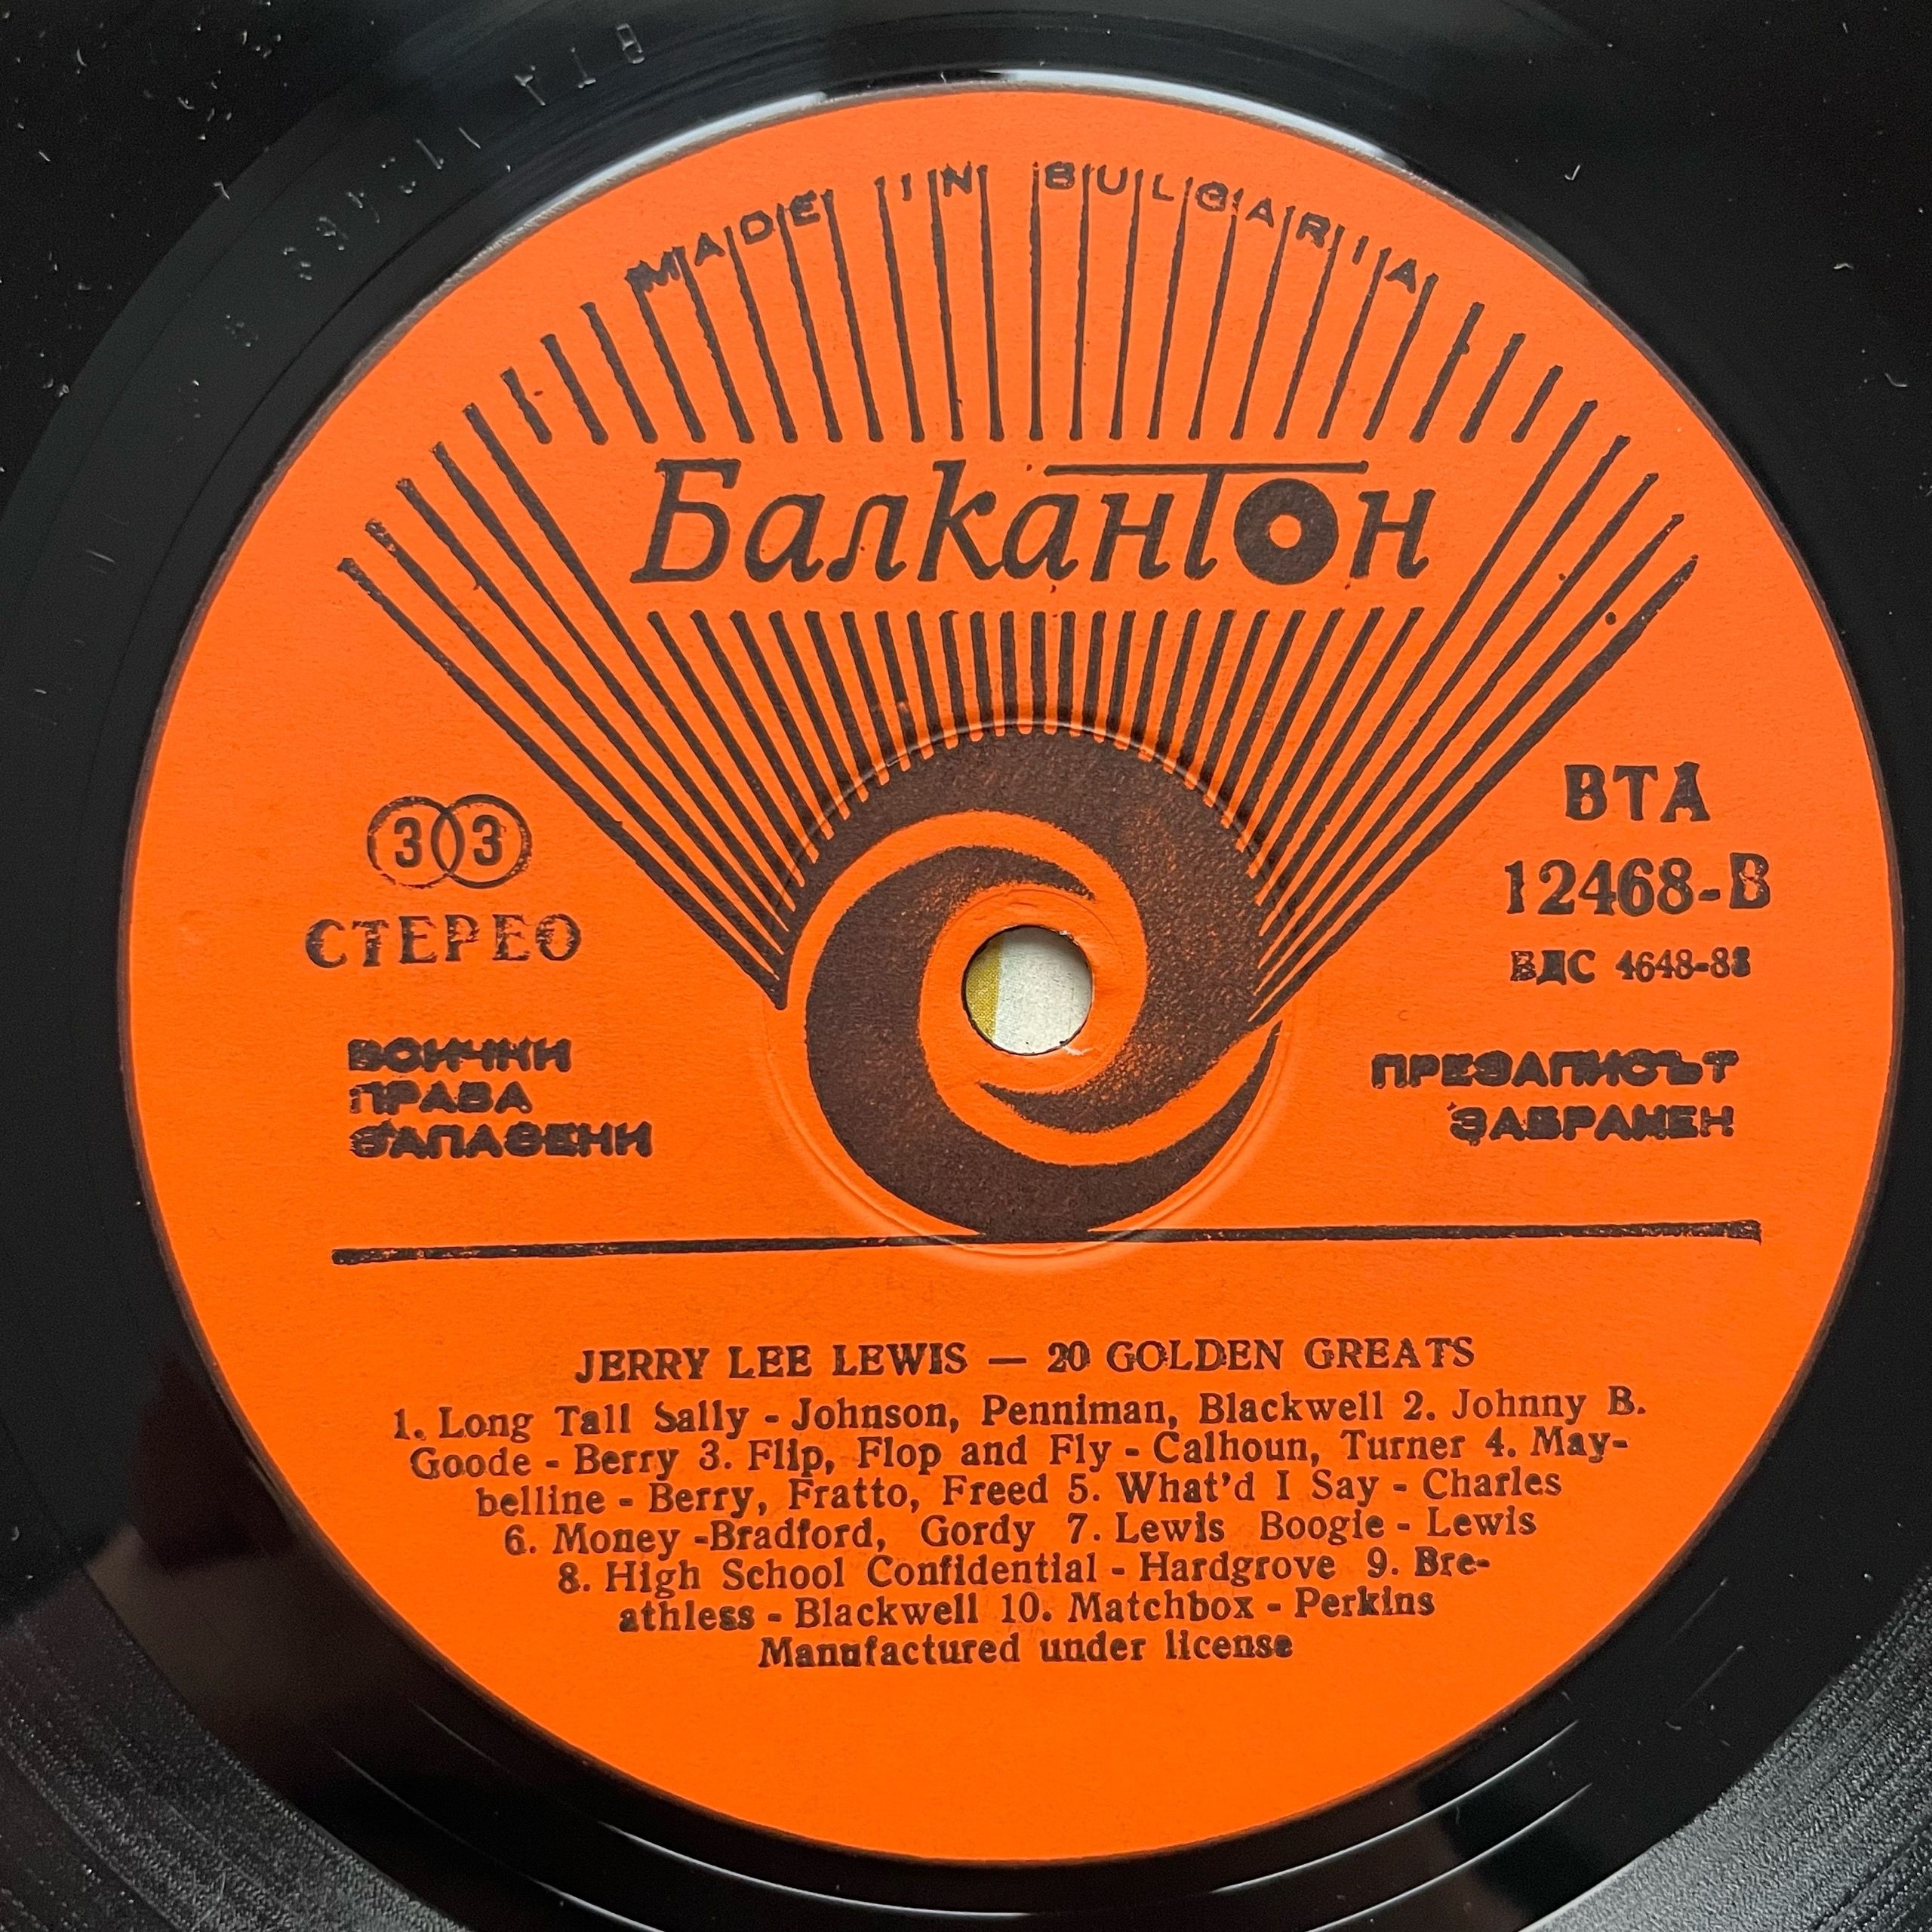 MADE IN BULGARIA
Балкантон
33
СТЕРЕО
ВСИЧКИ
ПРАВА
ЗАПАЗЕНИ
ВТА
12468-В
ВДС 4648-88
ПРЕЗАПИСЪТ
ЗАБРАНЕН
JERRY LEE LEWIS — 20 GOLDEN GREATS
1. Long Tall Sally - Johnson, Penniman, Blackwell 2. Johnny B.
Goode - Berry 3. Flip, Flop and Fly - Calhoun, Turner 4. May-
belline - Berry, Fratto, Freed 5. What'd I Say - Charles
6. Money -Bradford, Gordy 7. Lewis Boogie - Lewis
8. High School Confidential - Hardgrove 9. Bre-
athless - Blackwell 10. Matchbox - Perkins
Manufactured under license